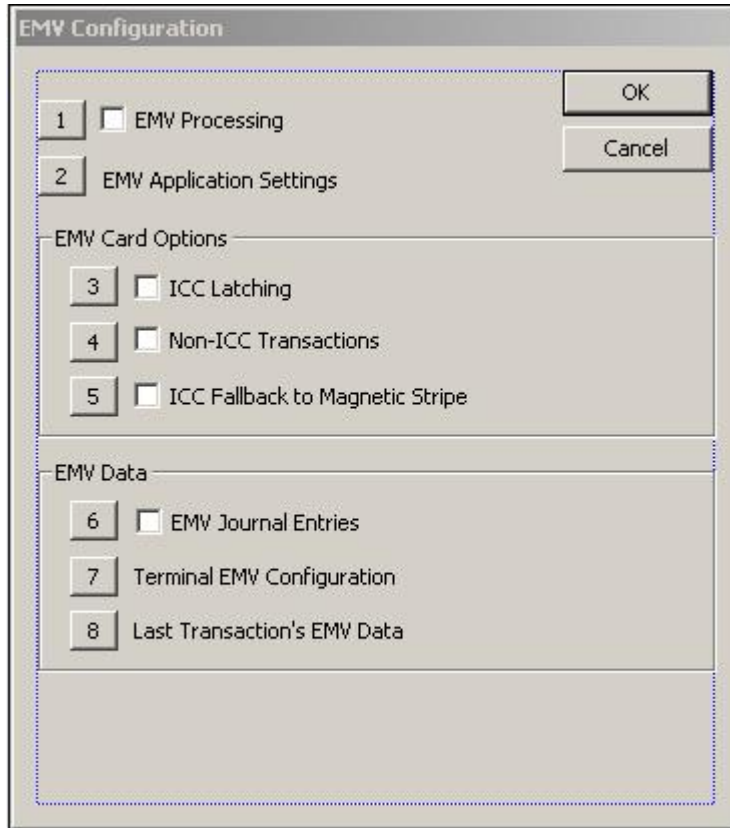 EMV Configuration
OK
1 EMV Processing
Cancel
2 EMV Application Settings
EMV Card Options
3 ICC Latching
4 Non-ICC Transactions
5 ICC Fallback to Magnetic Stripe
EMV Data
6 EMV Journal Entries
7 Terminal EMV Configuration
8 Last Transaction's EMV Data